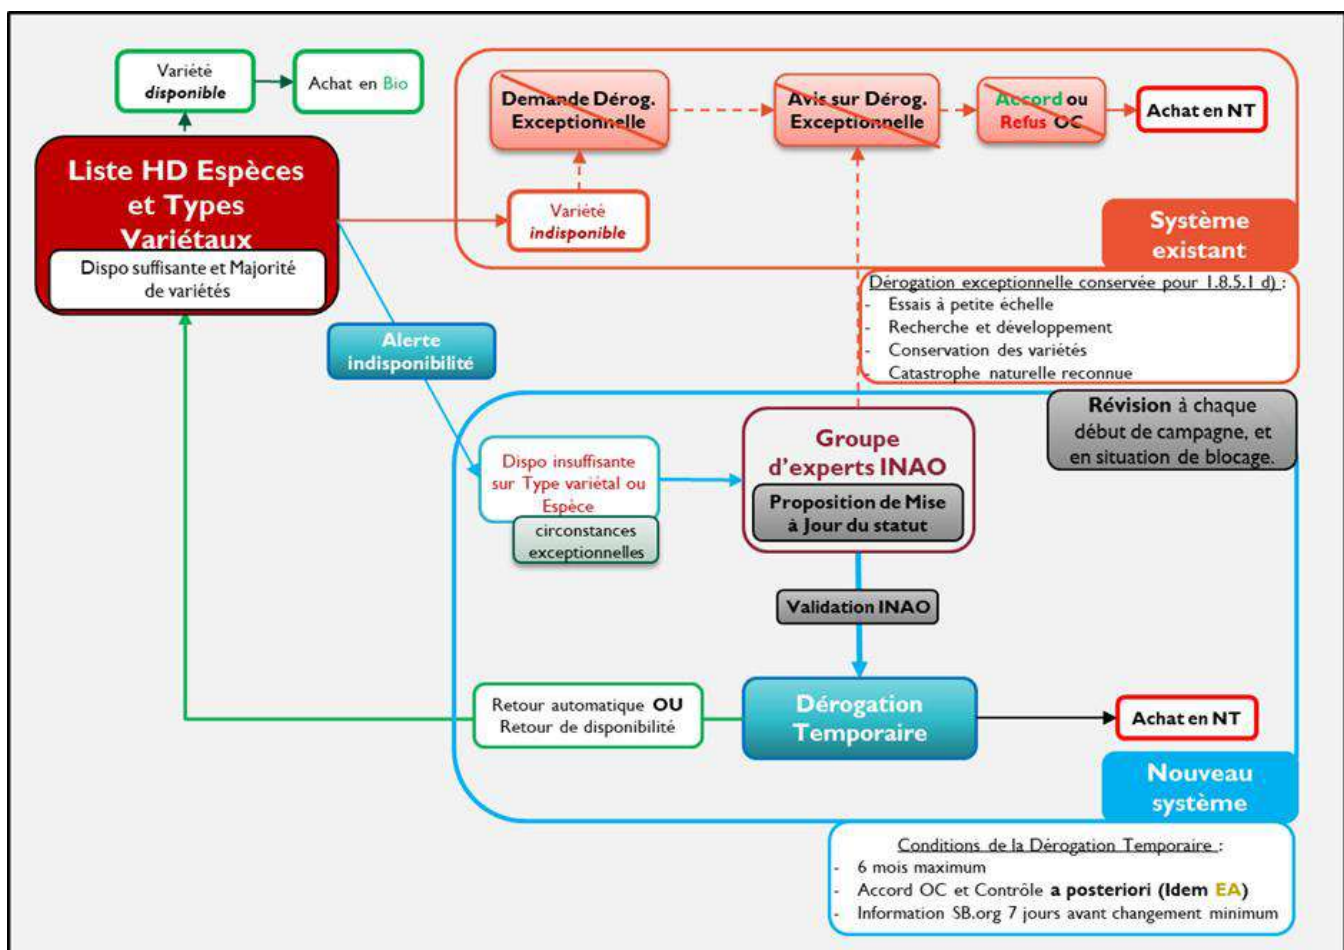 Variété
disponible
Achat en Bio
Demande Dérog.
Exceptionnelle
Avis sur Dérog.
Exceptionnelle
Accord ou
Refus OC
Achat en NT
Liste HD Espèces
et Types
Variétaux
Dispo suffisante et Majorité
de variétés
Variété
indisponible
Système
existant
Dérogation exceptionnelle conservée pour 1.8.5.1 d) :
- Essais à petite échelle
- Recherche et développement
- Conservation des variétés
- Catastrophe naturelle reconnue
Alerte
indisponibilité
Révision à chaque
début de campagne, et
en situation de blocage.
Dispo insuffisante
sur Type variétal ou
Espèce
circonstances
exceptionnelles
Groupe
d'experts INAO
Proposition de Mise
à Jour du statut
Validation INAO
Retour automatique OU
Retour de disponibilité
Dérogation
Temporaire
Achat en NT
Nouveau
système
Conditions de la Dérogation Temporaire :
- 6 mois maximum
- Accord OC et Contrôle a posteriori (Idem EA)
- Information SB.org 7 jours avant changement minimum